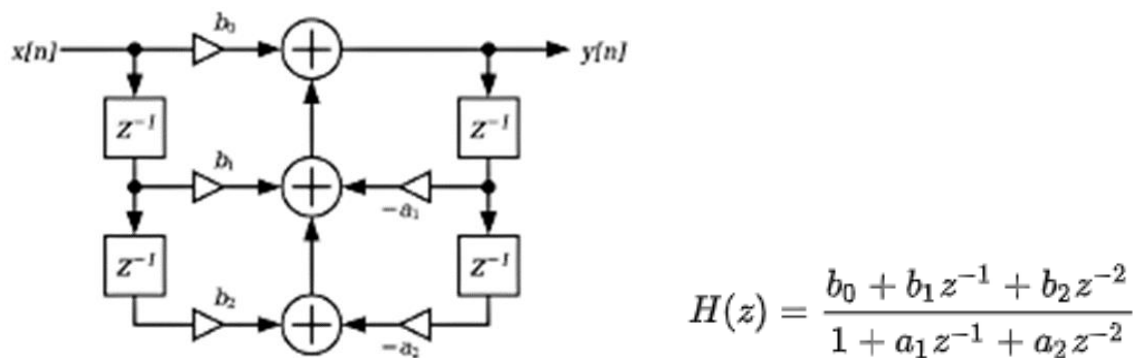 b₀
x[n] y[n]
z⁻¹ z⁻¹
b₁
−a₁
z⁻¹ z⁻¹
b₂
−a₂
H(z) = (b₀ + b₁z⁻¹ + b₂z⁻²) / (1 + a₁z⁻¹ + a₂z⁻²)